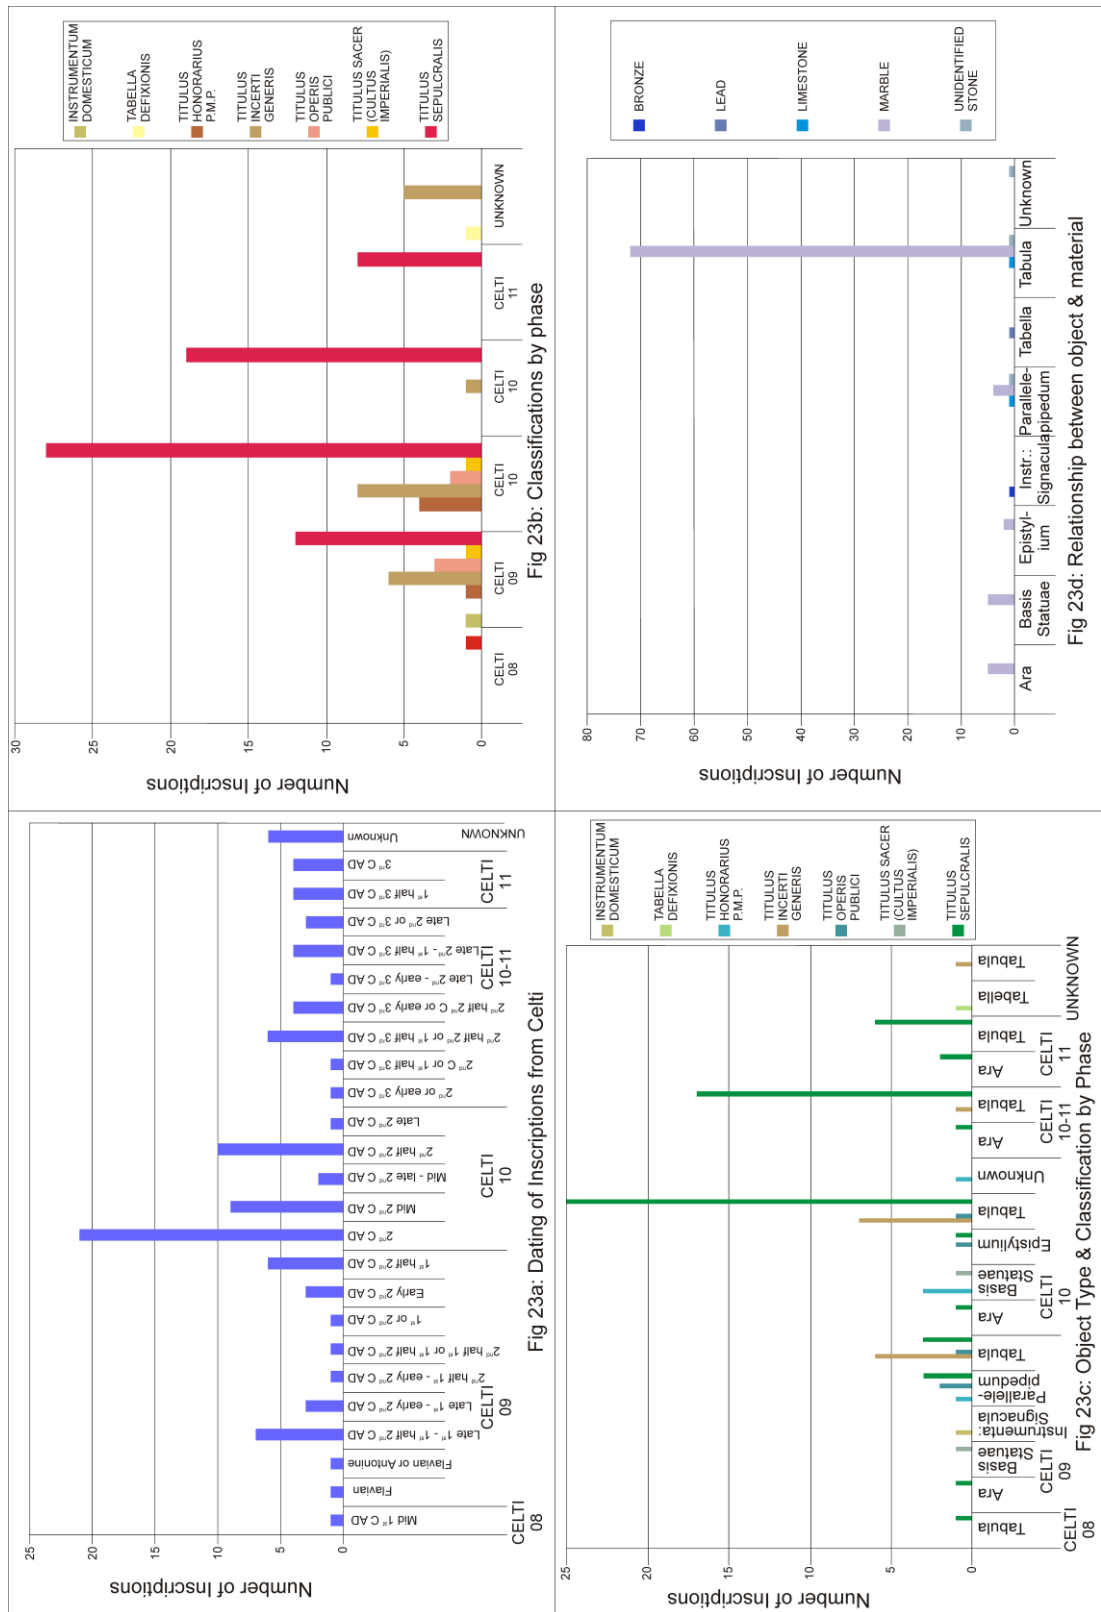 Number of Inscriptions
25
20
15
10
5
0
Mid 1st C AD
Flavian
Flavian or Antonine
Late 1st - 1st half 2nd C AD
Late 1st - early 2nd C AD
2nd half 1st - early 2nd C AD
2nd half 1st or 1st half 2nd C AD
1st or 2nd C AD
Early 2nd C AD
1st half 2nd C AD
2nd C AD
Mid 2nd C AD
Mid - late 2nd C AD
2nd half 2nd C AD
Late 2nd C AD
2nd or early 3rd C AD
2nd C or 1st half 3rd C AD
2nd half 2nd or 1st half 3rd C AD
2nd half 2nd C or early 3rd C AD
Late 2nd - early 3rd C AD
Late 2nd - 1st half 3rd C AD
Late 2nd or 3rd C AD
1st half 3rd C AD
3rd C AD
Unknown
CELTI
08
CELTI
09
CELTI
10
CELTI
10-11
CELTI
11
UNKNOWN
Fig 23a: Dating of Inscriptions from Celti
Number of Inscriptions
30
25
20
15
10
5
0
CELTI
08
CELTI
09
CELTI
10
CELTI
10
CELTI
11
UNKNOWN
INSTRUMENTUM
DOMESTICUM
TABELLA
DEFIXIONIS
TITULUS
HONORARIUS
P.M.P.
TITULUS
INCERTI
GENERIS
TITULUS
OPERIS
PUBLICI
TITULUS SACER
(CULTUS
IMPERIALIS)
TITULUS
SEPULCRALIS
Fig 23b: Classifications by phase
Number of Inscriptions
25
20
15
10
5
0
Tabula
Ara
Basis
Statuae
Instrumenta:
Signacula
Parallele-
pipedum
Tabula
Ara
Basis
Statuae
Epistylium
Tabula
Unknown
Ara
Tabula
Ara
Tabula
Tabella
Tabula
CELTI
08
CELTI
09
CELTI
10
CELTI
10-11
CELTI
11
UNKNOWN
INSTRUMENTUM
DOMESTICUM
TABELLA
DEFIXIONIS
TITULUS
HONORARIUS
P.M.P.
TITULUS
INCERTI
GENERIS
TITULUS
OPERIS
PUBLICI
TITULUS SACER
(CULTUS
IMPERIALIS)
TITULUS
SEPULCRALIS
Fig 23c: Object Type & Classification by Phase
Number of Inscriptions
80
70
60
50
40
30
20
10
0
Ara
Basis
Statuae
Epistyl-
ium
Instr.:
Signacula
Parallele-
pipedum
Tabella
Tabula
Unknown
BRONZE
LEAD
LIMESTONE
MARBLE
UNIDENTIFIED
STONE
Fig 23d: Relationship between object & material